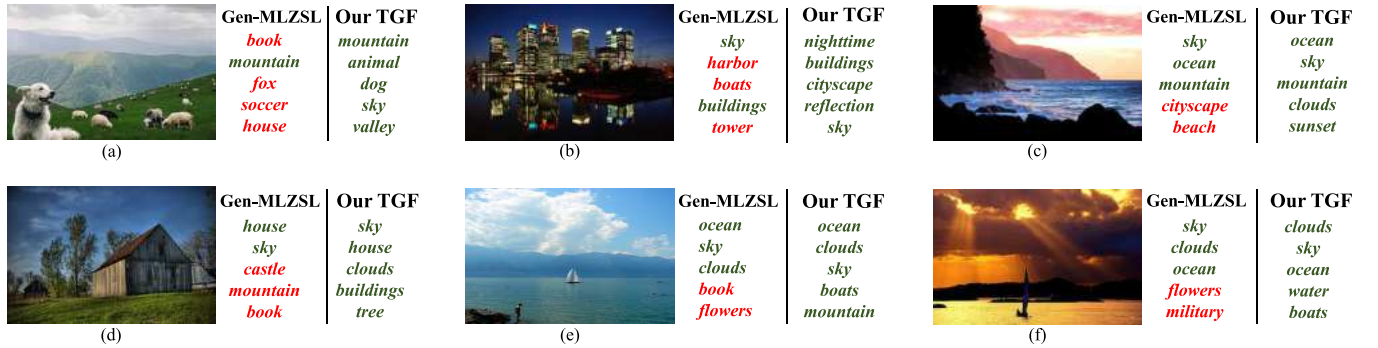 Gen-MLZSL
book
mountain
fox
soccer
house
Our TGF
mountain
animal
dog
sky
valley
(a)
Gen-MLZSL
sky
harbor
boats
buildings
tower
Our TGF
nighttime
buildings
cityscape
reflection
sky
(b)
Gen-MLZSL
sky
ocean
mountain
cityscape
beach
Our TGF
ocean
sky
mountain
clouds
sunset
(c)
Gen-MLZSL
house
sky
castle
mountain
book
Our TGF
sky
house
clouds
buildings
tree
(d)
Gen-MLZSL
ocean
sky
clouds
book
flowers
Our TGF
ocean
clouds
sky
boats
mountain
(e)
Gen-MLZSL
sky
clouds
ocean
flowers
military
Our TGF
clouds
sky
ocean
water
boats
(f)